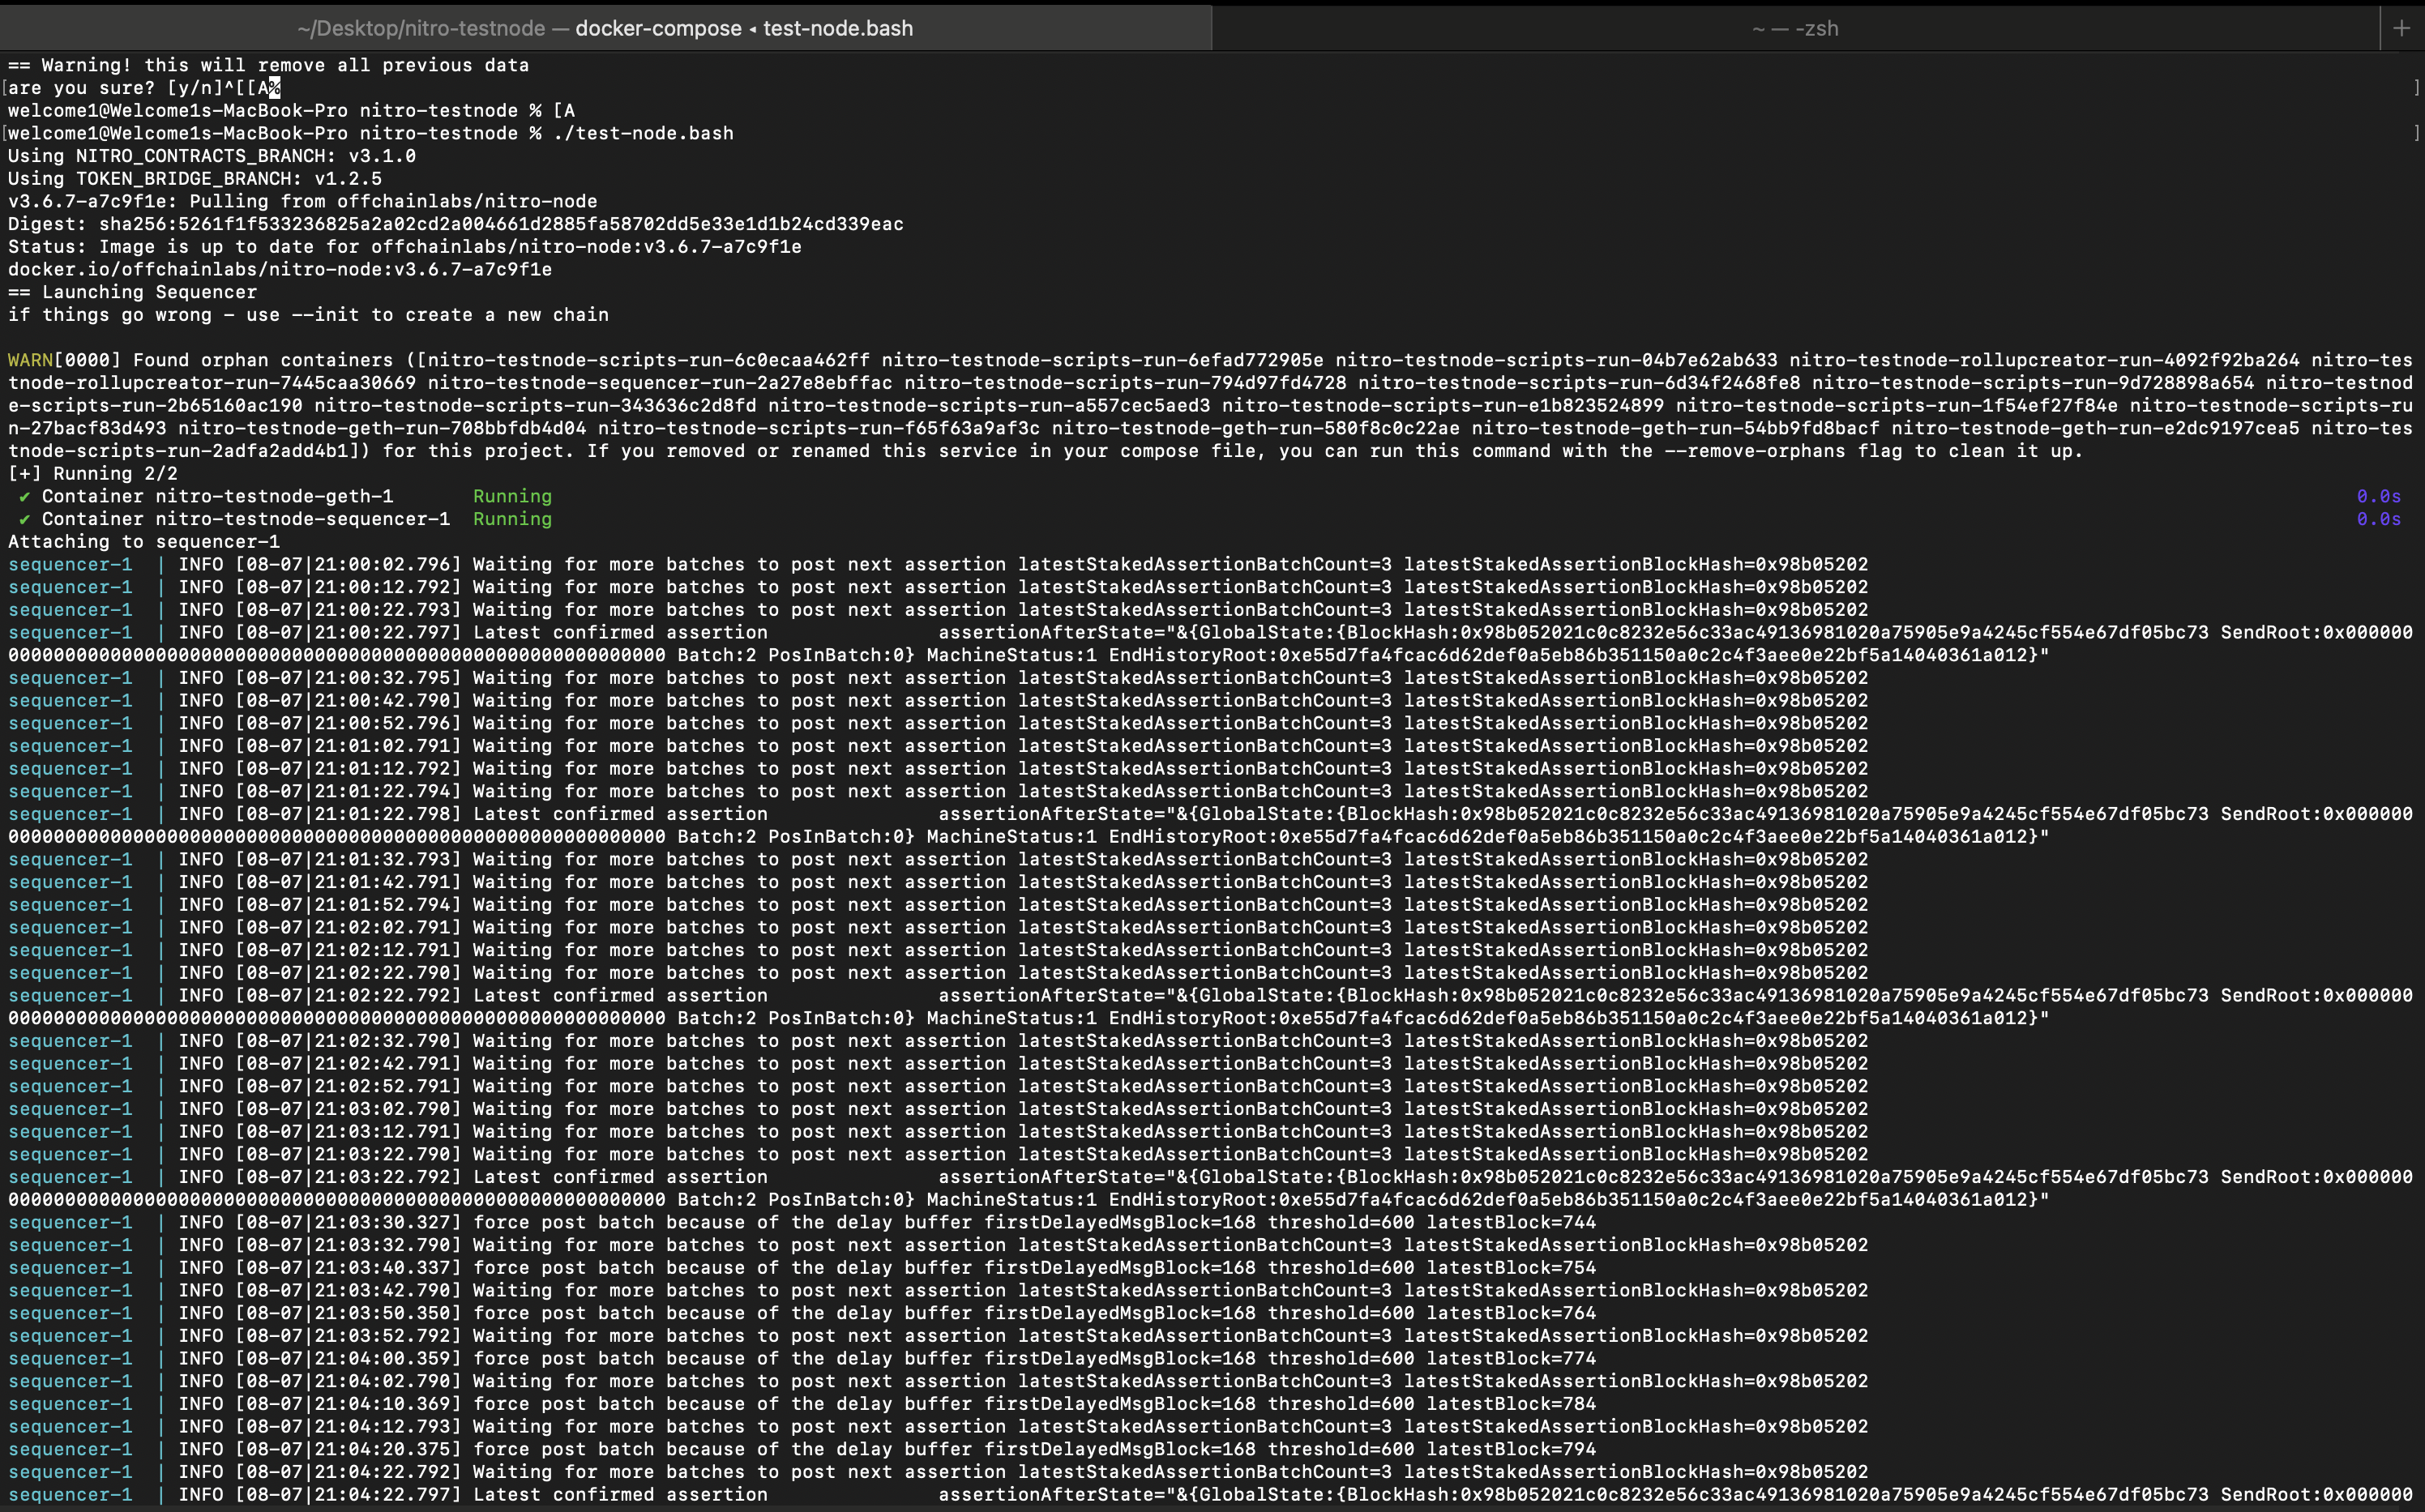 ~/Desktop/nitro-testnode — docker-compose ◂ test-node.bash
~ — -zsh
+
== Warning! this will remove all previous data
[are you sure? [y/n]^[[A% ]
welcome1@Welcome1s-MacBook-Pro nitro-testnode % [A
[welcome1@Welcome1s-MacBook-Pro nitro-testnode % ./test-node.bash ]
Using NITRO_CONTRACTS_BRANCH: v3.1.0
Using TOKEN_BRIDGE_BRANCH: v1.2.5
v3.6.7-a7c9f1e: Pulling from offchainlabs/nitro-node
Digest: sha256:5261f1f533236825a2a02cd2a004661d2885fa58702dd5e33e1d1b24cd339eac
Status: Image is up to date for offchainlabs/nitro-node:v3.6.7-a7c9f1e
docker.io/offchainlabs/nitro-node:v3.6.7-a7c9f1e
== Launching Sequencer
if things go wrong - use --init to create a new chain
WARN[0000] Found orphan containers ([nitro-testnode-scripts-run-6c0ecaa462ff nitro-testnode-scripts-run-6efad772905e nitro-testnode-scripts-run-04b7e62ab633 nitro-testnode-rollupcreator-run-4092f92ba264 nitro-tes
tnode-rollupcreator-run-7445caa30669 nitro-testnode-sequencer-run-2a27e8ebffac nitro-testnode-scripts-run-794d97fd4728 nitro-testnode-scripts-run-6d34f2468fe8 nitro-testnode-scripts-run-9d728898a654 nitro-testnod
e-scripts-run-2b65160ac190 nitro-testnode-scripts-run-343636c2d8fd nitro-testnode-scripts-run-a557cec5aed3 nitro-testnode-scripts-run-e1b823524899 nitro-testnode-scripts-run-1f54ef27f84e nitro-testnode-scripts-ru
n-27bacf83d493 nitro-testnode-geth-run-708bbfdb4d04 nitro-testnode-scripts-run-f65f63a9af3c nitro-testnode-geth-run-580f8c0c22ae nitro-testnode-geth-run-54bb9fd8bacf nitro-testnode-geth-run-e2dc9197cea5 nitro-tes
tnode-scripts-run-2adfa2add4b1]) for this project. If you removed or renamed this service in your compose file, you can run this command with the --remove-orphans flag to clean it up.
[+] Running 2/2
✔ Container nitro-testnode-geth-1 Running 0.0s
✔ Container nitro-testnode-sequencer-1 Running 0.0s
Attaching to sequencer-1
sequencer-1 | INFO [08-07|21:00:02.796] Waiting for more batches to post next assertion latestStakedAssertionBatchCount=3 latestStakedAssertionBlockHash=0x98b05202
sequencer-1 | INFO [08-07|21:00:12.792] Waiting for more batches to post next assertion latestStakedAssertionBatchCount=3 latestStakedAssertionBlockHash=0x98b05202
sequencer-1 | INFO [08-07|21:00:22.793] Waiting for more batches to post next assertion latestStakedAssertionBatchCount=3 latestStakedAssertionBlockHash=0x98b05202
sequencer-1 | INFO [08-07|21:00:22.797] Latest confirmed assertion assertionAfterState="&{GlobalState:{BlockHash:0x98b052021c0c8232e56c33ac49136981020a75905e9a4245cf554e67df05bc73 SendRoot:0x000000
0000000000000000000000000000000000000000000000000000000000 Batch:2 PosInBatch:0} MachineStatus:1 EndHistoryRoot:0xe55d7fa4fcac6d62def0a5eb86b351150a0c2c4f3aee0e22bf5a14040361a012}"
sequencer-1 | INFO [08-07|21:00:32.795] Waiting for more batches to post next assertion latestStakedAssertionBatchCount=3 latestStakedAssertionBlockHash=0x98b05202
sequencer-1 | INFO [08-07|21:00:42.790] Waiting for more batches to post next assertion latestStakedAssertionBatchCount=3 latestStakedAssertionBlockHash=0x98b05202
sequencer-1 | INFO [08-07|21:00:52.796] Waiting for more batches to post next assertion latestStakedAssertionBatchCount=3 latestStakedAssertionBlockHash=0x98b05202
sequencer-1 | INFO [08-07|21:01:02.791] Waiting for more batches to post next assertion latestStakedAssertionBatchCount=3 latestStakedAssertionBlockHash=0x98b05202
sequencer-1 | INFO [08-07|21:01:12.792] Waiting for more batches to post next assertion latestStakedAssertionBatchCount=3 latestStakedAssertionBlockHash=0x98b05202
sequencer-1 | INFO [08-07|21:01:22.794] Waiting for more batches to post next assertion latestStakedAssertionBatchCount=3 latestStakedAssertionBlockHash=0x98b05202
sequencer-1 | INFO [08-07|21:01:22.798] Latest confirmed assertion assertionAfterState="&{GlobalState:{BlockHash:0x98b052021c0c8232e56c33ac49136981020a75905e9a4245cf554e67df05bc73 SendRoot:0x000000
0000000000000000000000000000000000000000000000000000000000 Batch:2 PosInBatch:0} MachineStatus:1 EndHistoryRoot:0xe55d7fa4fcac6d62def0a5eb86b351150a0c2c4f3aee0e22bf5a14040361a012}"
sequencer-1 | INFO [08-07|21:01:32.793] Waiting for more batches to post next assertion latestStakedAssertionBatchCount=3 latestStakedAssertionBlockHash=0x98b05202
sequencer-1 | INFO [08-07|21:01:42.791] Waiting for more batches to post next assertion latestStakedAssertionBatchCount=3 latestStakedAssertionBlockHash=0x98b05202
sequencer-1 | INFO [08-07|21:01:52.794] Waiting for more batches to post next assertion latestStakedAssertionBatchCount=3 latestStakedAssertionBlockHash=0x98b05202
sequencer-1 | INFO [08-07|21:02:02.791] Waiting for more batches to post next assertion latestStakedAssertionBatchCount=3 latestStakedAssertionBlockHash=0x98b05202
sequencer-1 | INFO [08-07|21:02:12.791] Waiting for more batches to post next assertion latestStakedAssertionBatchCount=3 latestStakedAssertionBlockHash=0x98b05202
sequencer-1 | INFO [08-07|21:02:22.790] Waiting for more batches to post next assertion latestStakedAssertionBatchCount=3 latestStakedAssertionBlockHash=0x98b05202
sequencer-1 | INFO [08-07|21:02:22.792] Latest confirmed assertion assertionAfterState="&{GlobalState:{BlockHash:0x98b052021c0c8232e56c33ac49136981020a75905e9a4245cf554e67df05bc73 SendRoot:0x000000
0000000000000000000000000000000000000000000000000000000000 Batch:2 PosInBatch:0} MachineStatus:1 EndHistoryRoot:0xe55d7fa4fcac6d62def0a5eb86b351150a0c2c4f3aee0e22bf5a14040361a012}"
sequencer-1 | INFO [08-07|21:02:32.790] Waiting for more batches to post next assertion latestStakedAssertionBatchCount=3 latestStakedAssertionBlockHash=0x98b05202
sequencer-1 | INFO [08-07|21:02:42.791] Waiting for more batches to post next assertion latestStakedAssertionBatchCount=3 latestStakedAssertionBlockHash=0x98b05202
sequencer-1 | INFO [08-07|21:02:52.791] Waiting for more batches to post next assertion latestStakedAssertionBatchCount=3 latestStakedAssertionBlockHash=0x98b05202
sequencer-1 | INFO [08-07|21:03:02.790] Waiting for more batches to post next assertion latestStakedAssertionBatchCount=3 latestStakedAssertionBlockHash=0x98b05202
sequencer-1 | INFO [08-07|21:03:12.791] Waiting for more batches to post next assertion latestStakedAssertionBatchCount=3 latestStakedAssertionBlockHash=0x98b05202
sequencer-1 | INFO [08-07|21:03:22.790] Waiting for more batches to post next assertion latestStakedAssertionBatchCount=3 latestStakedAssertionBlockHash=0x98b05202
sequencer-1 | INFO [08-07|21:03:22.792] Latest confirmed assertion assertionAfterState="&{GlobalState:{BlockHash:0x98b052021c0c8232e56c33ac49136981020a75905e9a4245cf554e67df05bc73 SendRoot:0x000000
0000000000000000000000000000000000000000000000000000000000 Batch:2 PosInBatch:0} MachineStatus:1 EndHistoryRoot:0xe55d7fa4fcac6d62def0a5eb86b351150a0c2c4f3aee0e22bf5a14040361a012}"
sequencer-1 | INFO [08-07|21:03:30.327] force post batch because of the delay buffer firstDelayedMsgBlock=168 threshold=600 latestBlock=744
sequencer-1 | INFO [08-07|21:03:32.790] Waiting for more batches to post next assertion latestStakedAssertionBatchCount=3 latestStakedAssertionBlockHash=0x98b05202
sequencer-1 | INFO [08-07|21:03:40.337] force post batch because of the delay buffer firstDelayedMsgBlock=168 threshold=600 latestBlock=754
sequencer-1 | INFO [08-07|21:03:42.790] Waiting for more batches to post next assertion latestStakedAssertionBatchCount=3 latestStakedAssertionBlockHash=0x98b05202
sequencer-1 | INFO [08-07|21:03:50.350] force post batch because of the delay buffer firstDelayedMsgBlock=168 threshold=600 latestBlock=764
sequencer-1 | INFO [08-07|21:03:52.792] Waiting for more batches to post next assertion latestStakedAssertionBatchCount=3 latestStakedAssertionBlockHash=0x98b05202
sequencer-1 | INFO [08-07|21:04:00.359] force post batch because of the delay buffer firstDelayedMsgBlock=168 threshold=600 latestBlock=774
sequencer-1 | INFO [08-07|21:04:02.790] Waiting for more batches to post next assertion latestStakedAssertionBatchCount=3 latestStakedAssertionBlockHash=0x98b05202
sequencer-1 | INFO [08-07|21:04:10.369] force post batch because of the delay buffer firstDelayedMsgBlock=168 threshold=600 latestBlock=784
sequencer-1 | INFO [08-07|21:04:12.793] Waiting for more batches to post next assertion latestStakedAssertionBatchCount=3 latestStakedAssertionBlockHash=0x98b05202
sequencer-1 | INFO [08-07|21:04:20.375] force post batch because of the delay buffer firstDelayedMsgBlock=168 threshold=600 latestBlock=794
sequencer-1 | INFO [08-07|21:04:22.792] Waiting for more batches to post next assertion latestStakedAssertionBatchCount=3 latestStakedAssertionBlockHash=0x98b05202
sequencer-1 | INFO [08-07|21:04:22.797] Latest confirmed assertion assertionAfterState="&{GlobalState:{BlockHash:0x98b052021c0c8232e56c33ac49136981020a75905e9a4245cf554e67df05bc73 SendRoot:0x000000